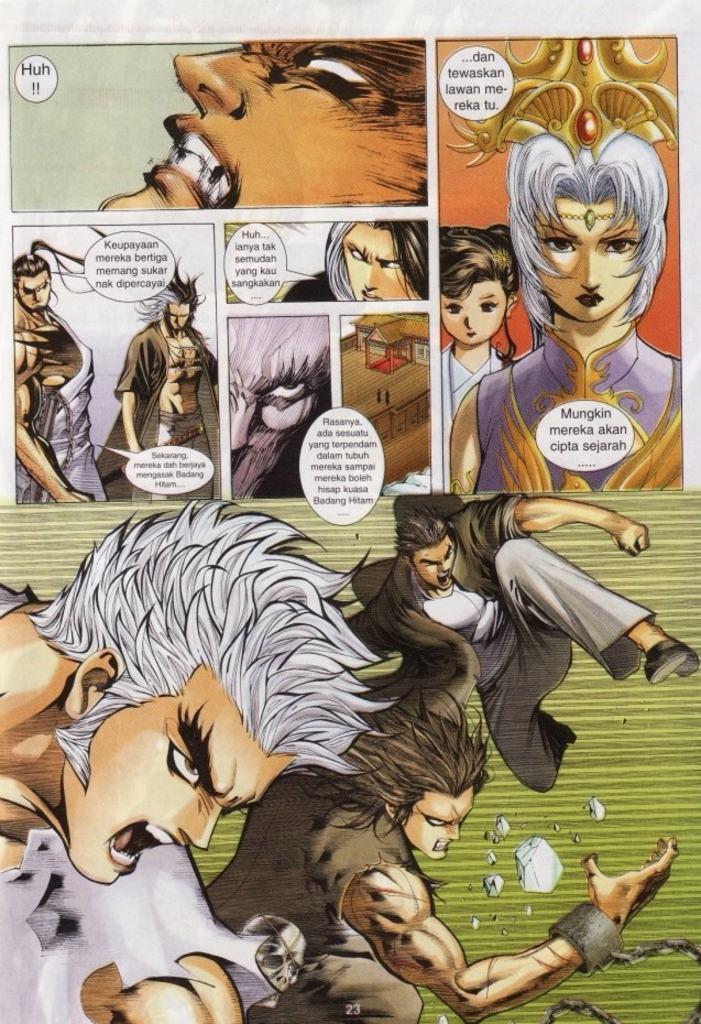 Huh
!!
...dan
tewaskan
lawan me-
reka tu.
Keupayaan
mereka bertiga
memang sukar
nak dipercayai.
Sekarang,
mereka dah berjaya
mengasak Badang
Hitam....
Huh...
ianya tak
semudah
yang kau
sangkakan
....
Rasanya,
ada sesuatu
yang terpendam
dalam tubuh
mereka sampai
mereka boleh
hisap kuasa
Badang Hitam
.....
Mungkin
mereka akan
cipta sejarah
.....
23